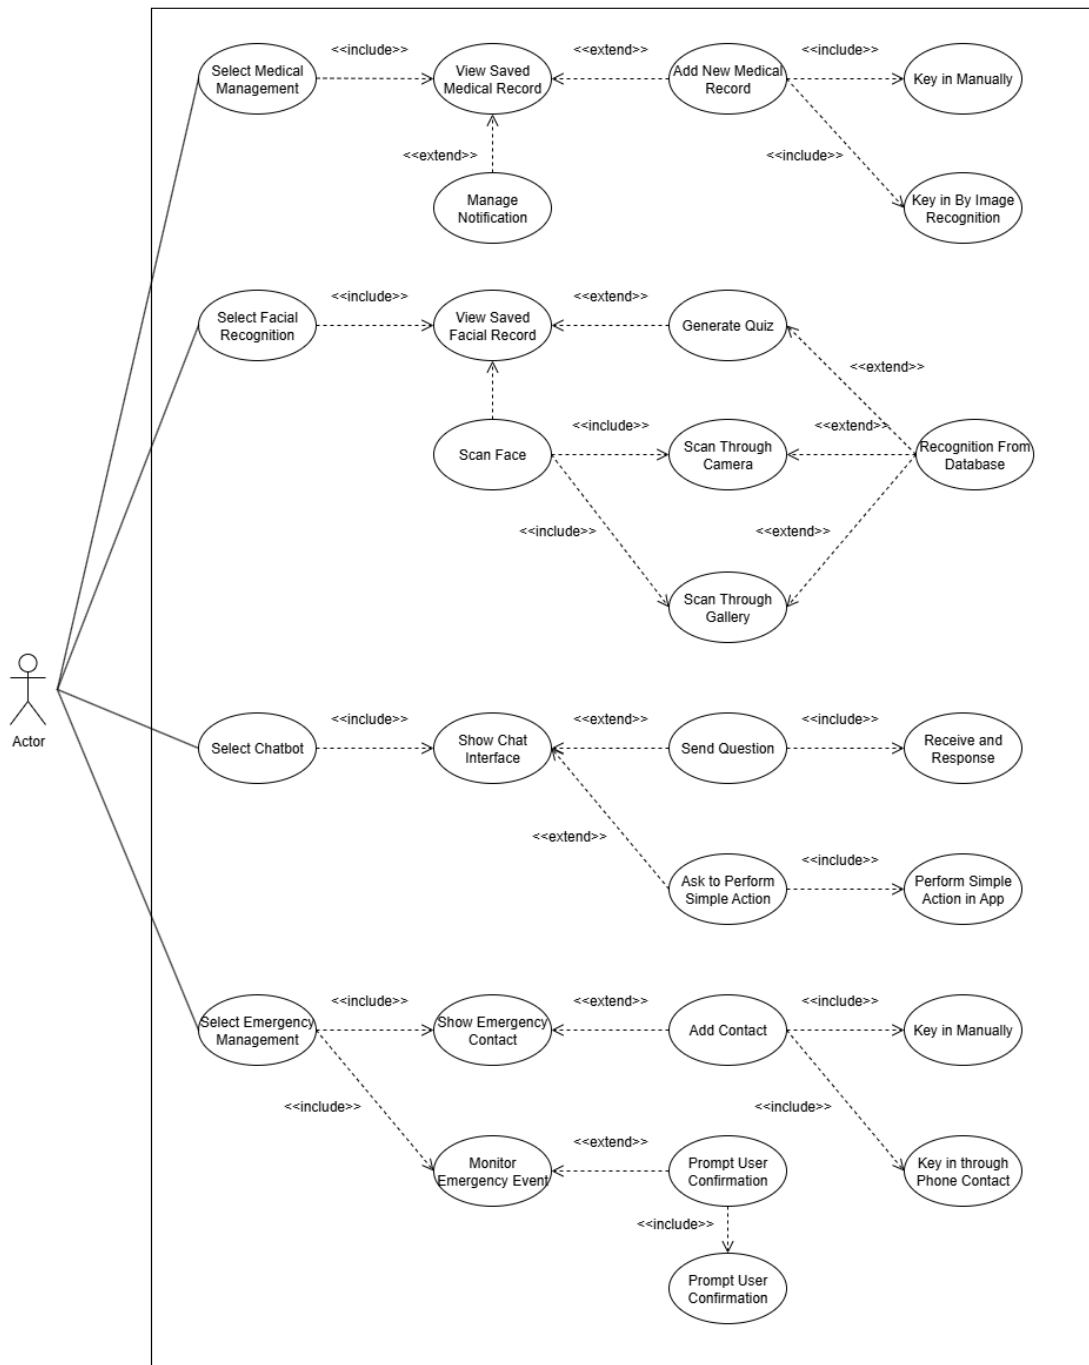 <<include>>
<<extend>>
<<include>>
Select Medical
Management
View Saved
Medical Record
Add New Medical
Record
Key in Manually
<<extend>>
<<include>>
Manage
Notification
Key in By Image
Recognition
<<include>>
<<extend>>
Select Facial
Recognition
View Saved
Facial Record
Generate Quiz
<<extend>>
<<include>>
<<extend>>
Scan Face
Scan Through
Camera
Recognition From
Database
<<include>>
<<extend>>
Scan Through
Gallery
Actor
<<include>>
<<extend>>
<<include>>
Select Chatbot
Show Chat
Interface
Send Question
Receive and
Response
<<extend>>
<<include>>
Ask to Perform
Simple Action
Perform Simple
Action in App
<<include>>
<<extend>>
<<include>>
Select Emergency
Management
Show Emergency
Contact
Add Contact
Key in Manually
<<include>>
<<include>>
<<extend>>
Monitor
Emergency Event
Prompt User
Confirmation
Key in through
Phone Contact
<<include>>
Prompt User
Confirmation